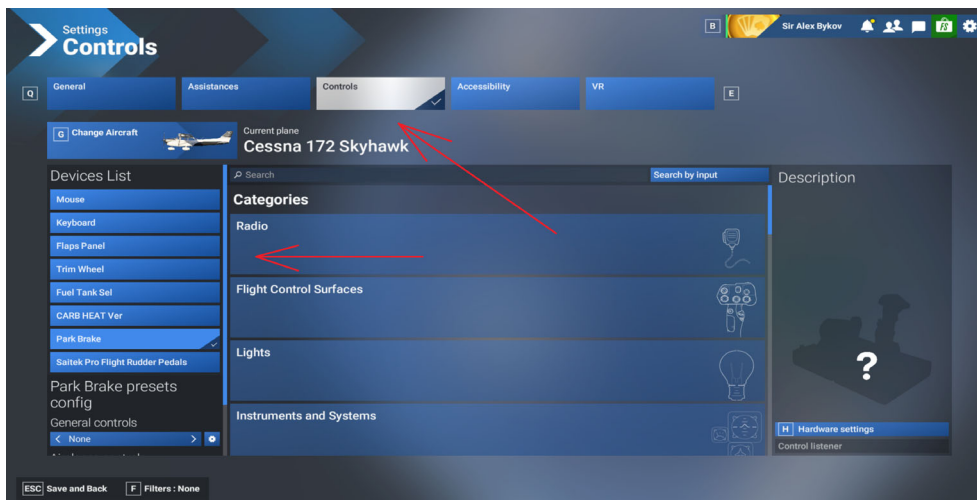 Settings
Controls
B
Sir Alex Bykov
FS
Q
General
Assistances
Controls
Accessibility
VR
E
G Change Aircraft
Current plane
Cessna 172 Skyhawk
Devices List
Mouse
Keyboard
Flaps Panel
Trim Wheel
Fuel Tank Sel
CARB HEAT Ver
Park Brake
Saitek Pro Flight Rudder Pedals
Park Brake presets
config
General controls
< None >
Search
Search by input
Categories
Radio
Flight Control Surfaces
Lights
Instruments and Systems
Description
?
H Hardware settings
Control listener
ESC Save and Back
F Filters : None